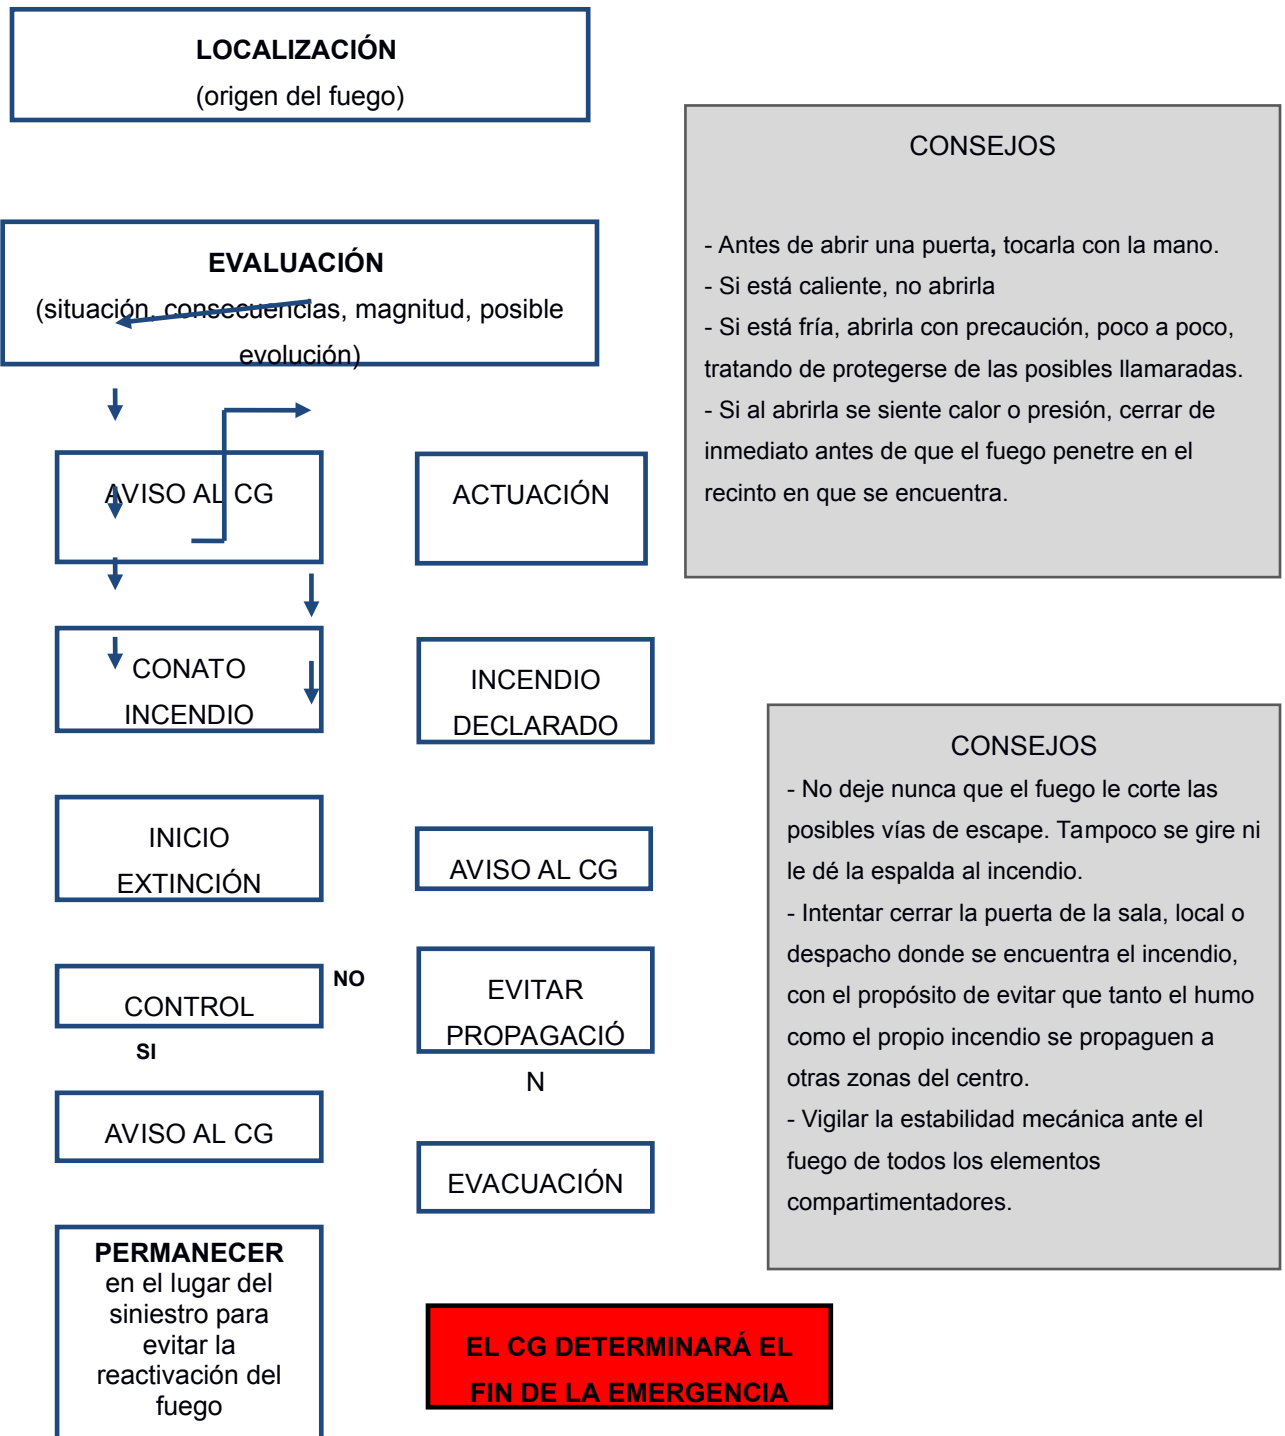 LOCALIZACIÓN
(origen del fuego)
EVALUACIÓN
(situación, consecuencias, magnitud, posible
evolución)
AVISO AL CG
ACTUACIÓN
CONATO
INCENDIO
INCENDIO
DECLARADO
INICIO
EXTINCIÓN
AVISO AL CG
CONTROL
NO
SI
EVITAR
PROPAGACIÓ
N
AVISO AL CG
EVACUACIÓN
PERMANECER
en el lugar del
siniestro para
evitar la
reactivación del
fuego
EL CG DETERMINARÁ EL
FIN DE LA EMERGENCIA
CONSEJOS
- Antes de abrir una puerta, tocarla con la mano.
- Si está caliente, no abrirla
- Si está fría, abrirla con precaución, poco a poco,
tratando de protegerse de las posibles llamaradas.
- Si al abrirla se siente calor o presión, cerrar de
inmediato antes de que el fuego penetre en el
recinto en que se encuentra.
CONSEJOS
- No deje nunca que el fuego le corte las
posibles vías de escape. Tampoco se gire ni
le dé la espalda al incendio.
- Intentar cerrar la puerta de la sala, local o
despacho donde se encuentra el incendio,
con el propósito de evitar que tanto el humo
como el propio incendio se propaguen a
otras zonas del centro.
- Vigilar la estabilidad mecánica ante el
fuego de todos los elementos
compartimentadores.